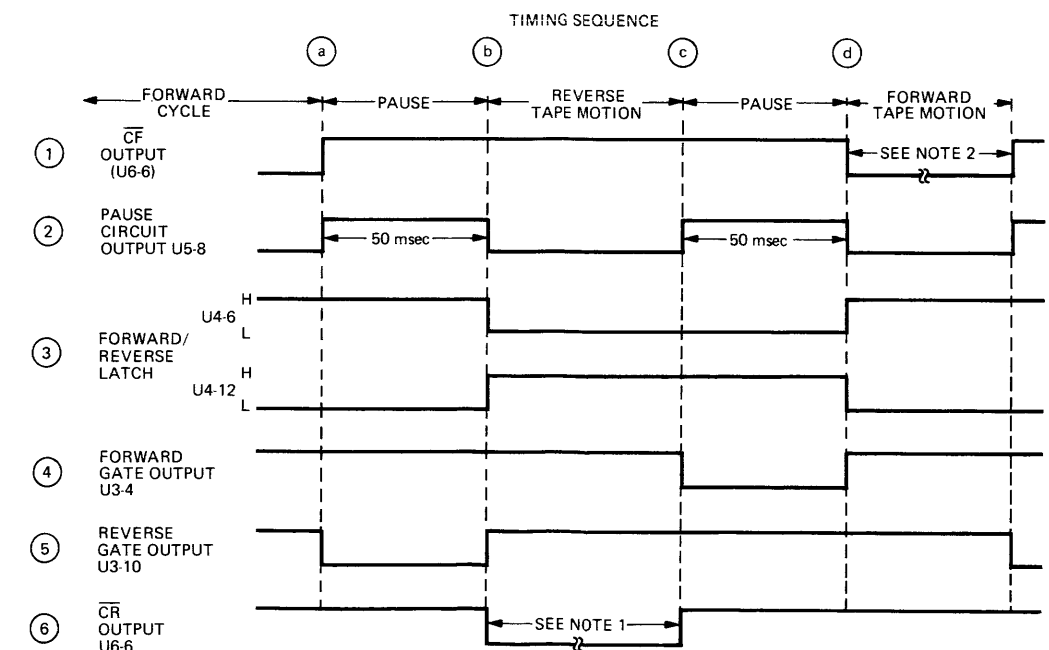 TIMING SEQUENCE
a b c d
FORWARD CYCLE PAUSE REVERSE TAPE MOTION PAUSE FORWARD TAPE MOTION
1 CF OUTPUT (U6-6) SEE NOTE 2
2 PAUSE CIRCUIT OUTPUT U5-8 50 msec 50 msec
3 FORWARD/ REVERSE LATCH
U4-6 H L
U4-12 H L
4 FORWARD GATE OUTPUT U3-4
5 REVERSE GATE OUTPUT U3-10
6 CR OUTPUT U6-6 SEE NOTE 1